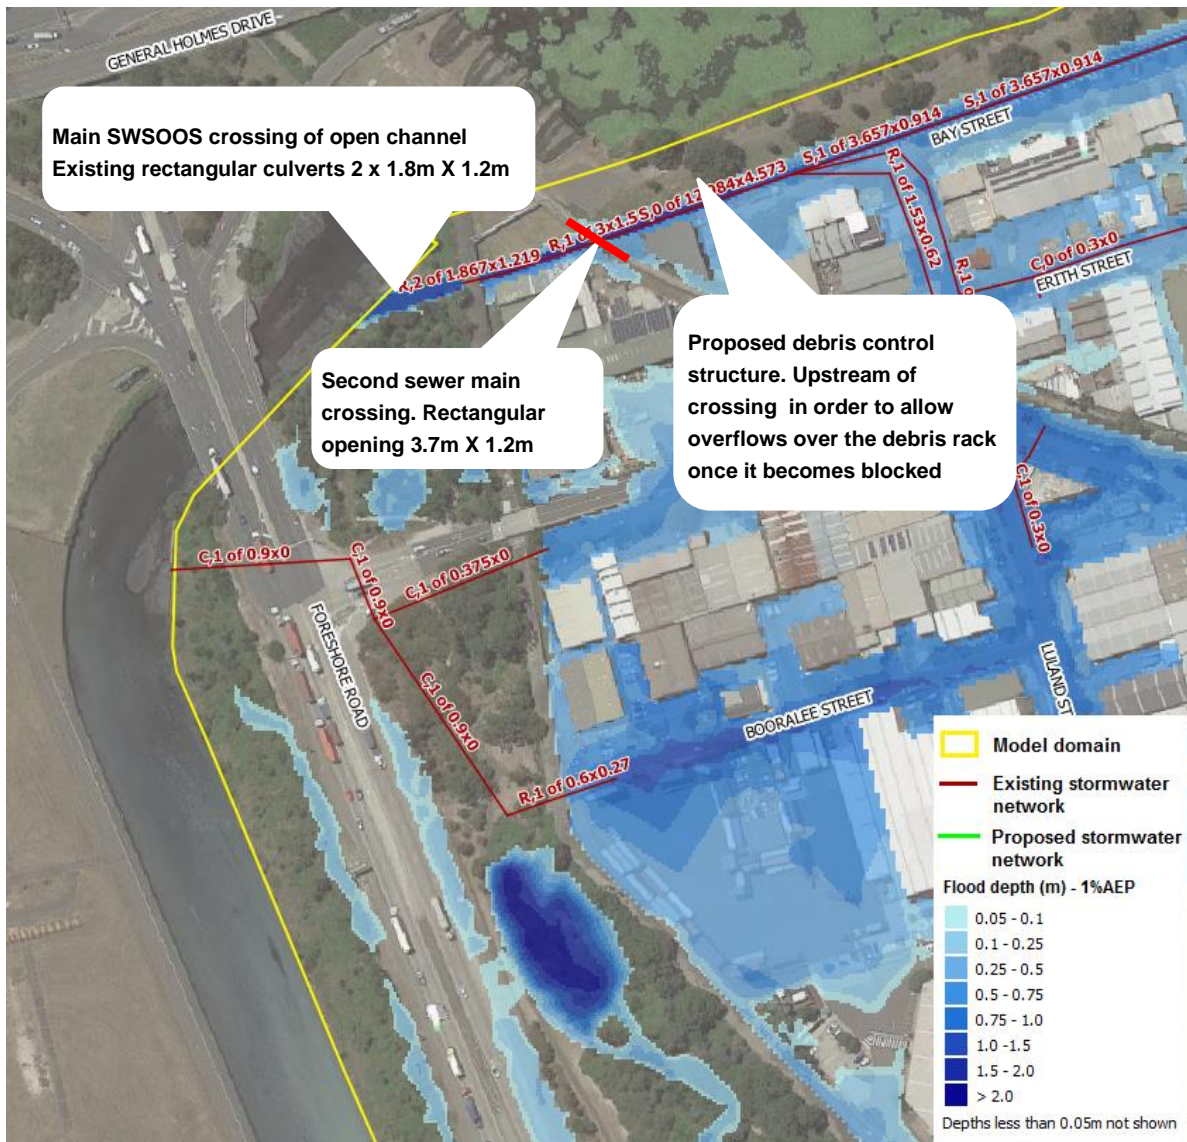 GENERAL HOLMES DRIVE
Main SWSOOS crossing of open channel
Existing rectangular culverts 2 x 1.8m X 1.2m
S,1 of 3.657x0.914
BAY STREET
S,1 of 3.657x0.914
R,1 of 3x1.5
R,2 of 1.867x1.219
R,1 of 1.53x0.62
C,0 of 0.3x0
ERITH STREET
Second sewer main
crossing. Rectangular
opening 3.7m X 1.2m
Proposed debris control
structure. Upstream of
crossing in order to allow
overflows over the debris rack
once it becomes blocked
C,1 of 0.3x0
C,1 of 0.9x0
C,1 of 0.9x0
C,1 of 0.375x0
FORESHORE ROAD
C,1 of 0.9x0
R,1 of 0.6x0.27
BOORALEE STREET
LULAND ST
Model domain
Existing stormwater
network
Proposed stormwater
network
Flood depth (m) - 1%AEP
0.05 - 0.1
0.1 - 0.25
0.25 - 0.5
0.5 - 0.75
0.75 - 1.0
1.0 -1.5
1.5 - 2.0
> 2.0
Depths less than 0.05m not shown